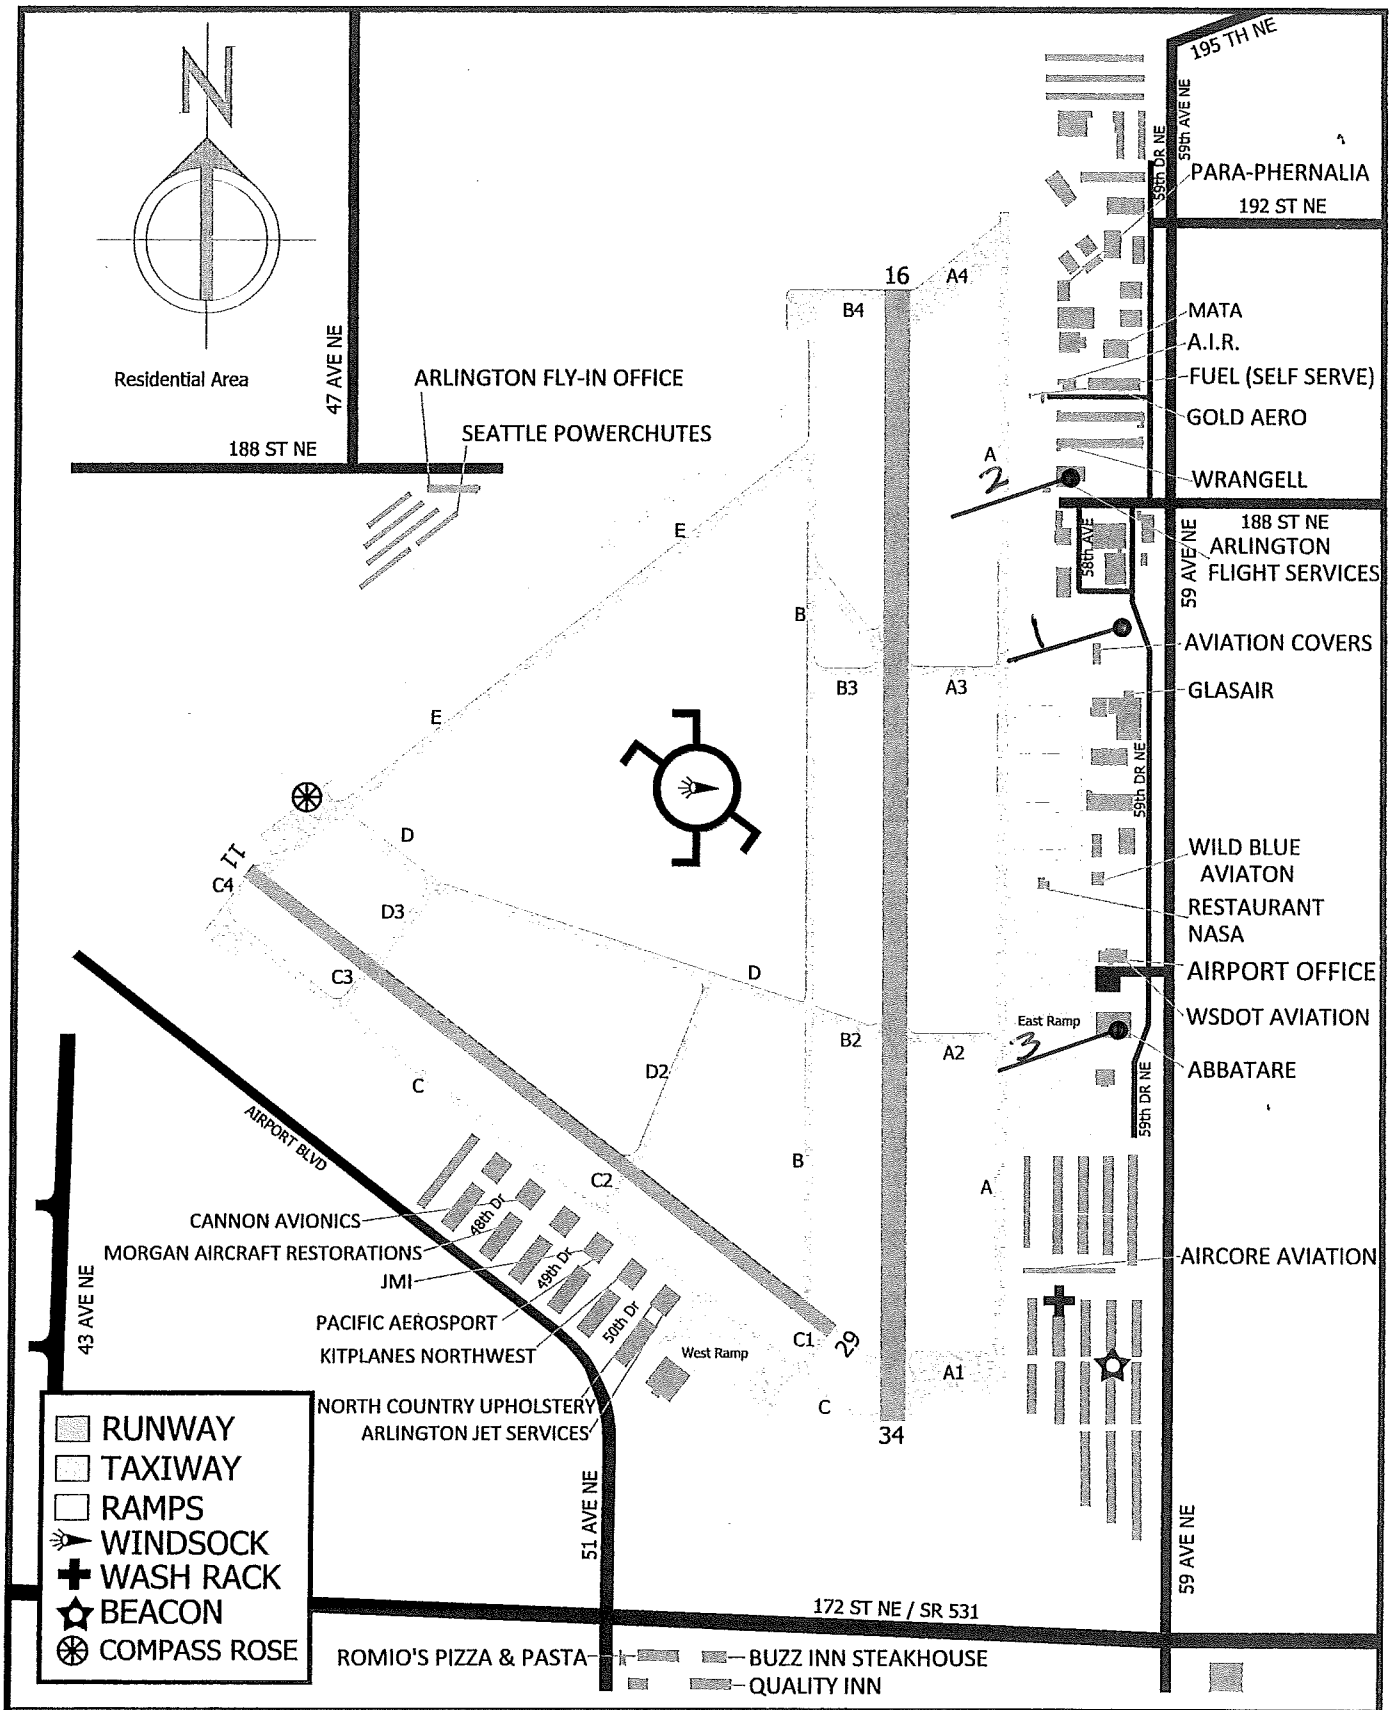 N
195 TH NE
59th AVE NE
59th DR NE
PARA-PHERNALIA
192 ST NE
16
A4
B4
MATA
A.I.R.
FUEL (SELF SERVE)
GOLD AERO
WRANGELL
47 AVE NE
Residential Area
ARLINGTON FLY-IN OFFICE
SEATTLE POWERCHUTES
188 ST NE
A
2
188 ST NE
59 AVE NE
58th AVE
ARLINGTON
FLIGHT SERVICES
E
B
1
AVIATION COVERS
B3
A3
GLASAIR
E
59th DR NE
D
11
C4
D3
WILD BLUE
AVIATON
RESTAURANT
NASA
C3
D
AIRPORT OFFICE
East Ramp
WSDOT AVIATION
B2
A2
3
D2
ABBATARE
C
59th DR NE
AIRPORT BLVD
B
A
C2
CANNON AVIONICS
48th Dr
MORGAN AIRCRAFT RESTORATIONS
49th Dr
JMI
AIRCORE AVIATION
PACIFIC AEROSPORT
50th Dr
KITPLANES NORTHWEST
43 AVE NE
C1
29
West Ramp
A1
NORTH COUNTRY UPHOLSTERY
C
ARLINGTON JET SERVICES
34
RUNWAY
TAXIWAY
RAMPS
WINDSOCK
WASH RACK
BEACON
COMPASS ROSE
51 AVE NE
59 AVE NE
172 ST NE / SR 531
ROMIO'S PIZZA & PASTA
BUZZ INN STEAKHOUSE
QUALITY INN